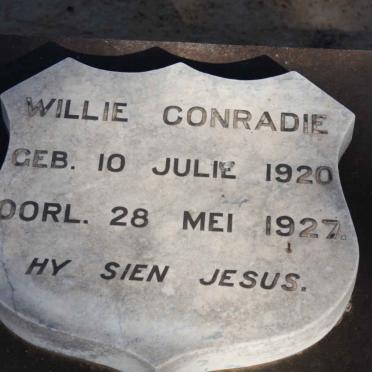 WILLIE CONRADIE
GEB. 10 JULIE 1920
OORL. 28 MEI 1927.
HY SIEN JESUS.